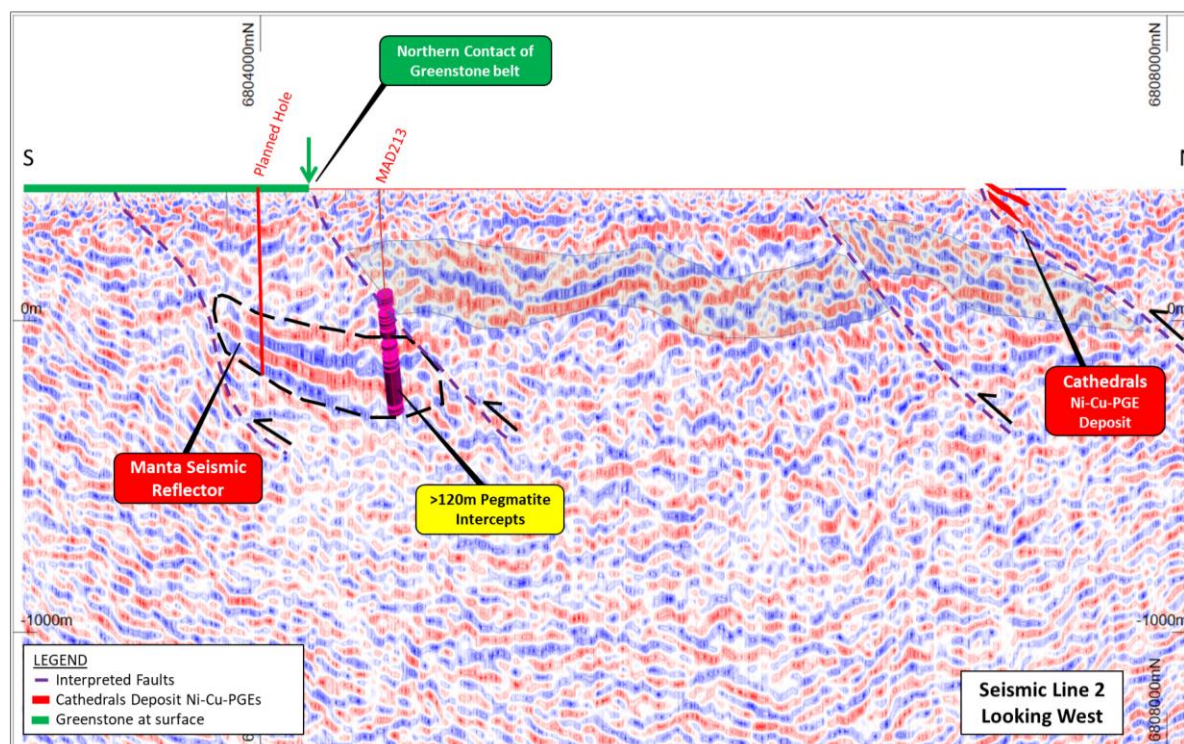 6804000mN
6808000mN
Northern Contact of
Greenstone belt
Planned Hole
MAD213
S
0m
Cathedrals
Ni-Cu-PGE
Deposit
Manta Seismic
Reflector
>120m Pegmatite
Intercepts
-1000m
-1000m
LEGEND
Interpreted Faults
Cathedrals Deposit Ni-Cu-PGEs
Greenstone at surface
Seismic Line 2
Looking West
6808000mN